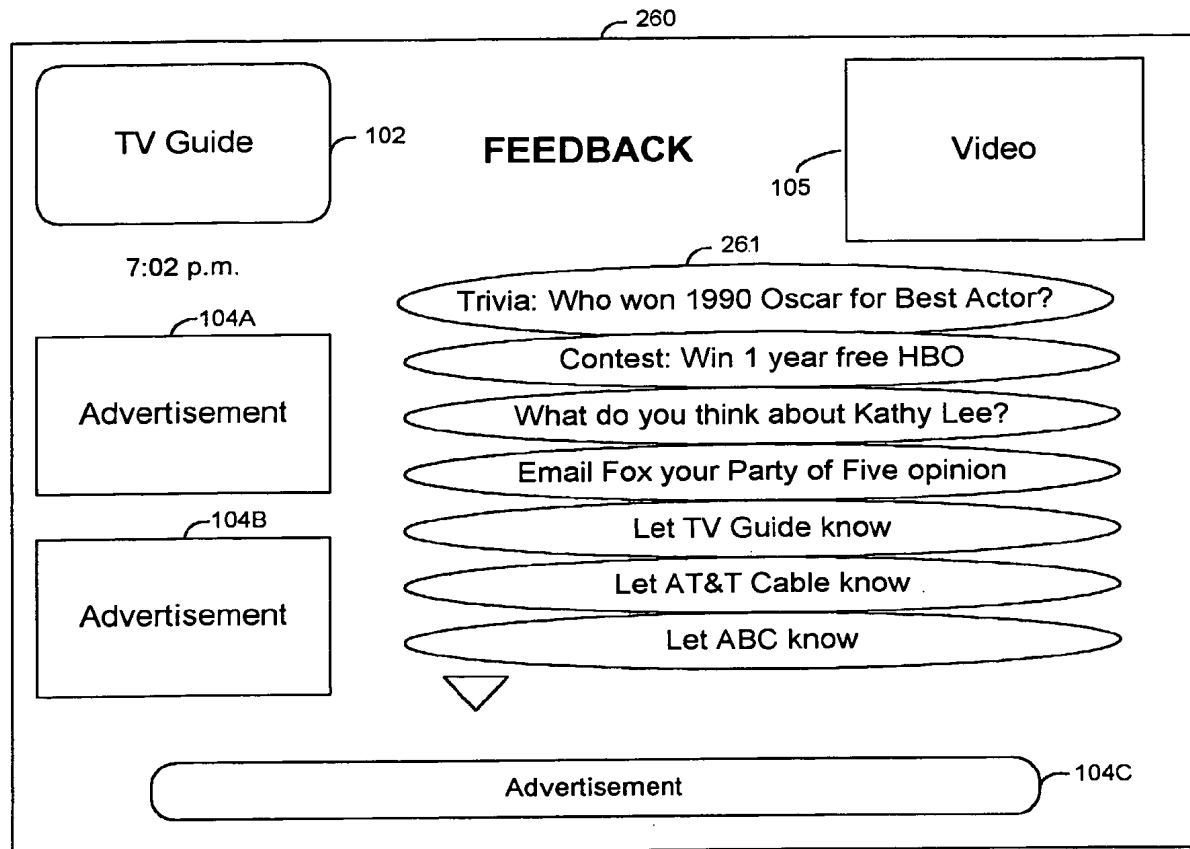 260
TV Guide
102
FEEDBACK
Video
105
7:02 p.m.
261
Trivia: Who won 1990 Oscar for Best Actor?
104A
Contest: Win 1 year free HBO
Advertisement
What do you think about Kathy Lee?
Email Fox your Party of Five opinion
104B
Let TV Guide know
Let AT&T Cable know
Advertisement
Let ABC know
Advertisement
104C